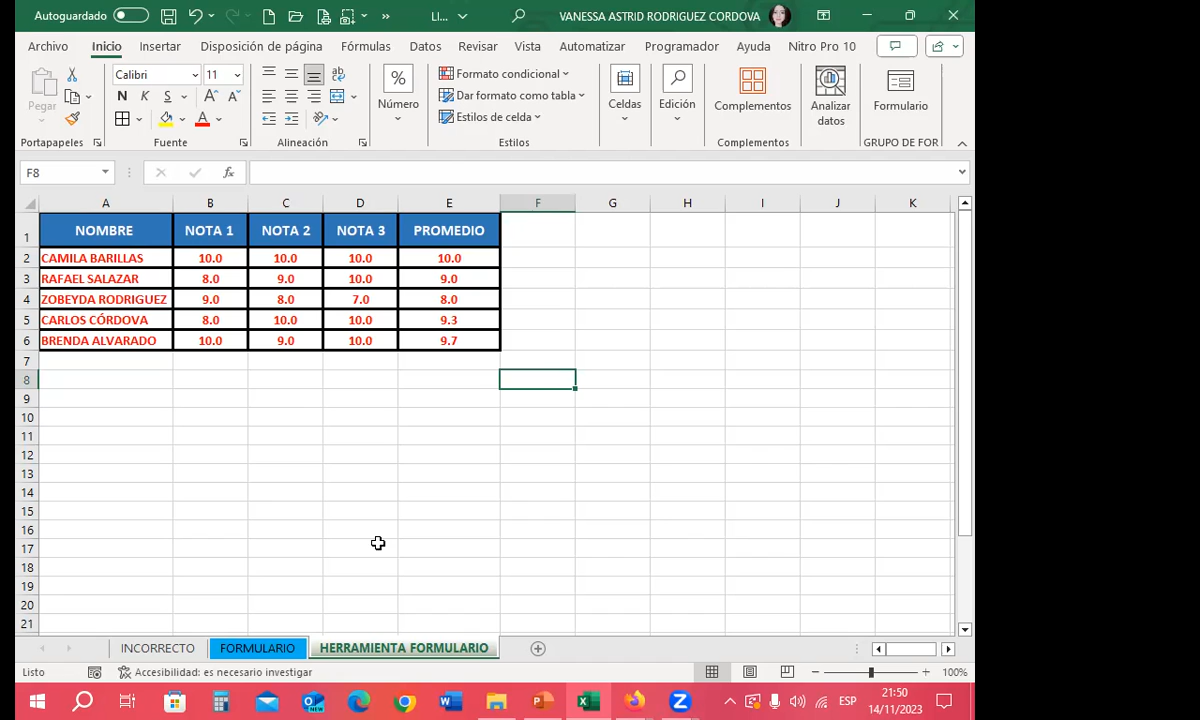 Autoguardado LI... VANESSA ASTRID RODRIGUEZ CORDOVA
Archivo Inicio Insertar Disposición de página Fórmulas Datos Revisar Vista Automatizar Programador Ayuda Nitro Pro 10
Pegar Calibri 11 N K S A A A ab % Número Formato condicional Dar formato como tabla Estilos de celda Celdas Edición Complementos Analizar datos Formulario
Portapapeles Fuente Alineación Estilos Complementos GRUPO DE FOR
F8 fx
A B C D E F G H I J K
1 NOMBRE NOTA 1 NOTA 2 NOTA 3 PROMEDIO
2 CAMILA BARILLAS 10.0 10.0 10.0 10.0
3 RAFAEL SALAZAR 8.0 9.0 10.0 9.0
4 ZOBEYDA RODRIGUEZ 9.0 8.0 7.0 8.0
5 CARLOS CÓRDOVA 8.0 10.0 10.0 9.3
6 BRENDA ALVARADO 10.0 9.0 10.0 9.7
7
8
9
10
11
12
13
14
15
16
17
18
19
20
21
INCORRECTO FORMULARIO HERRAMIENTA FORMULARIO
Listo Accesibilidad: es necesario investigar 100%
ESP 21:50
14/11/2023